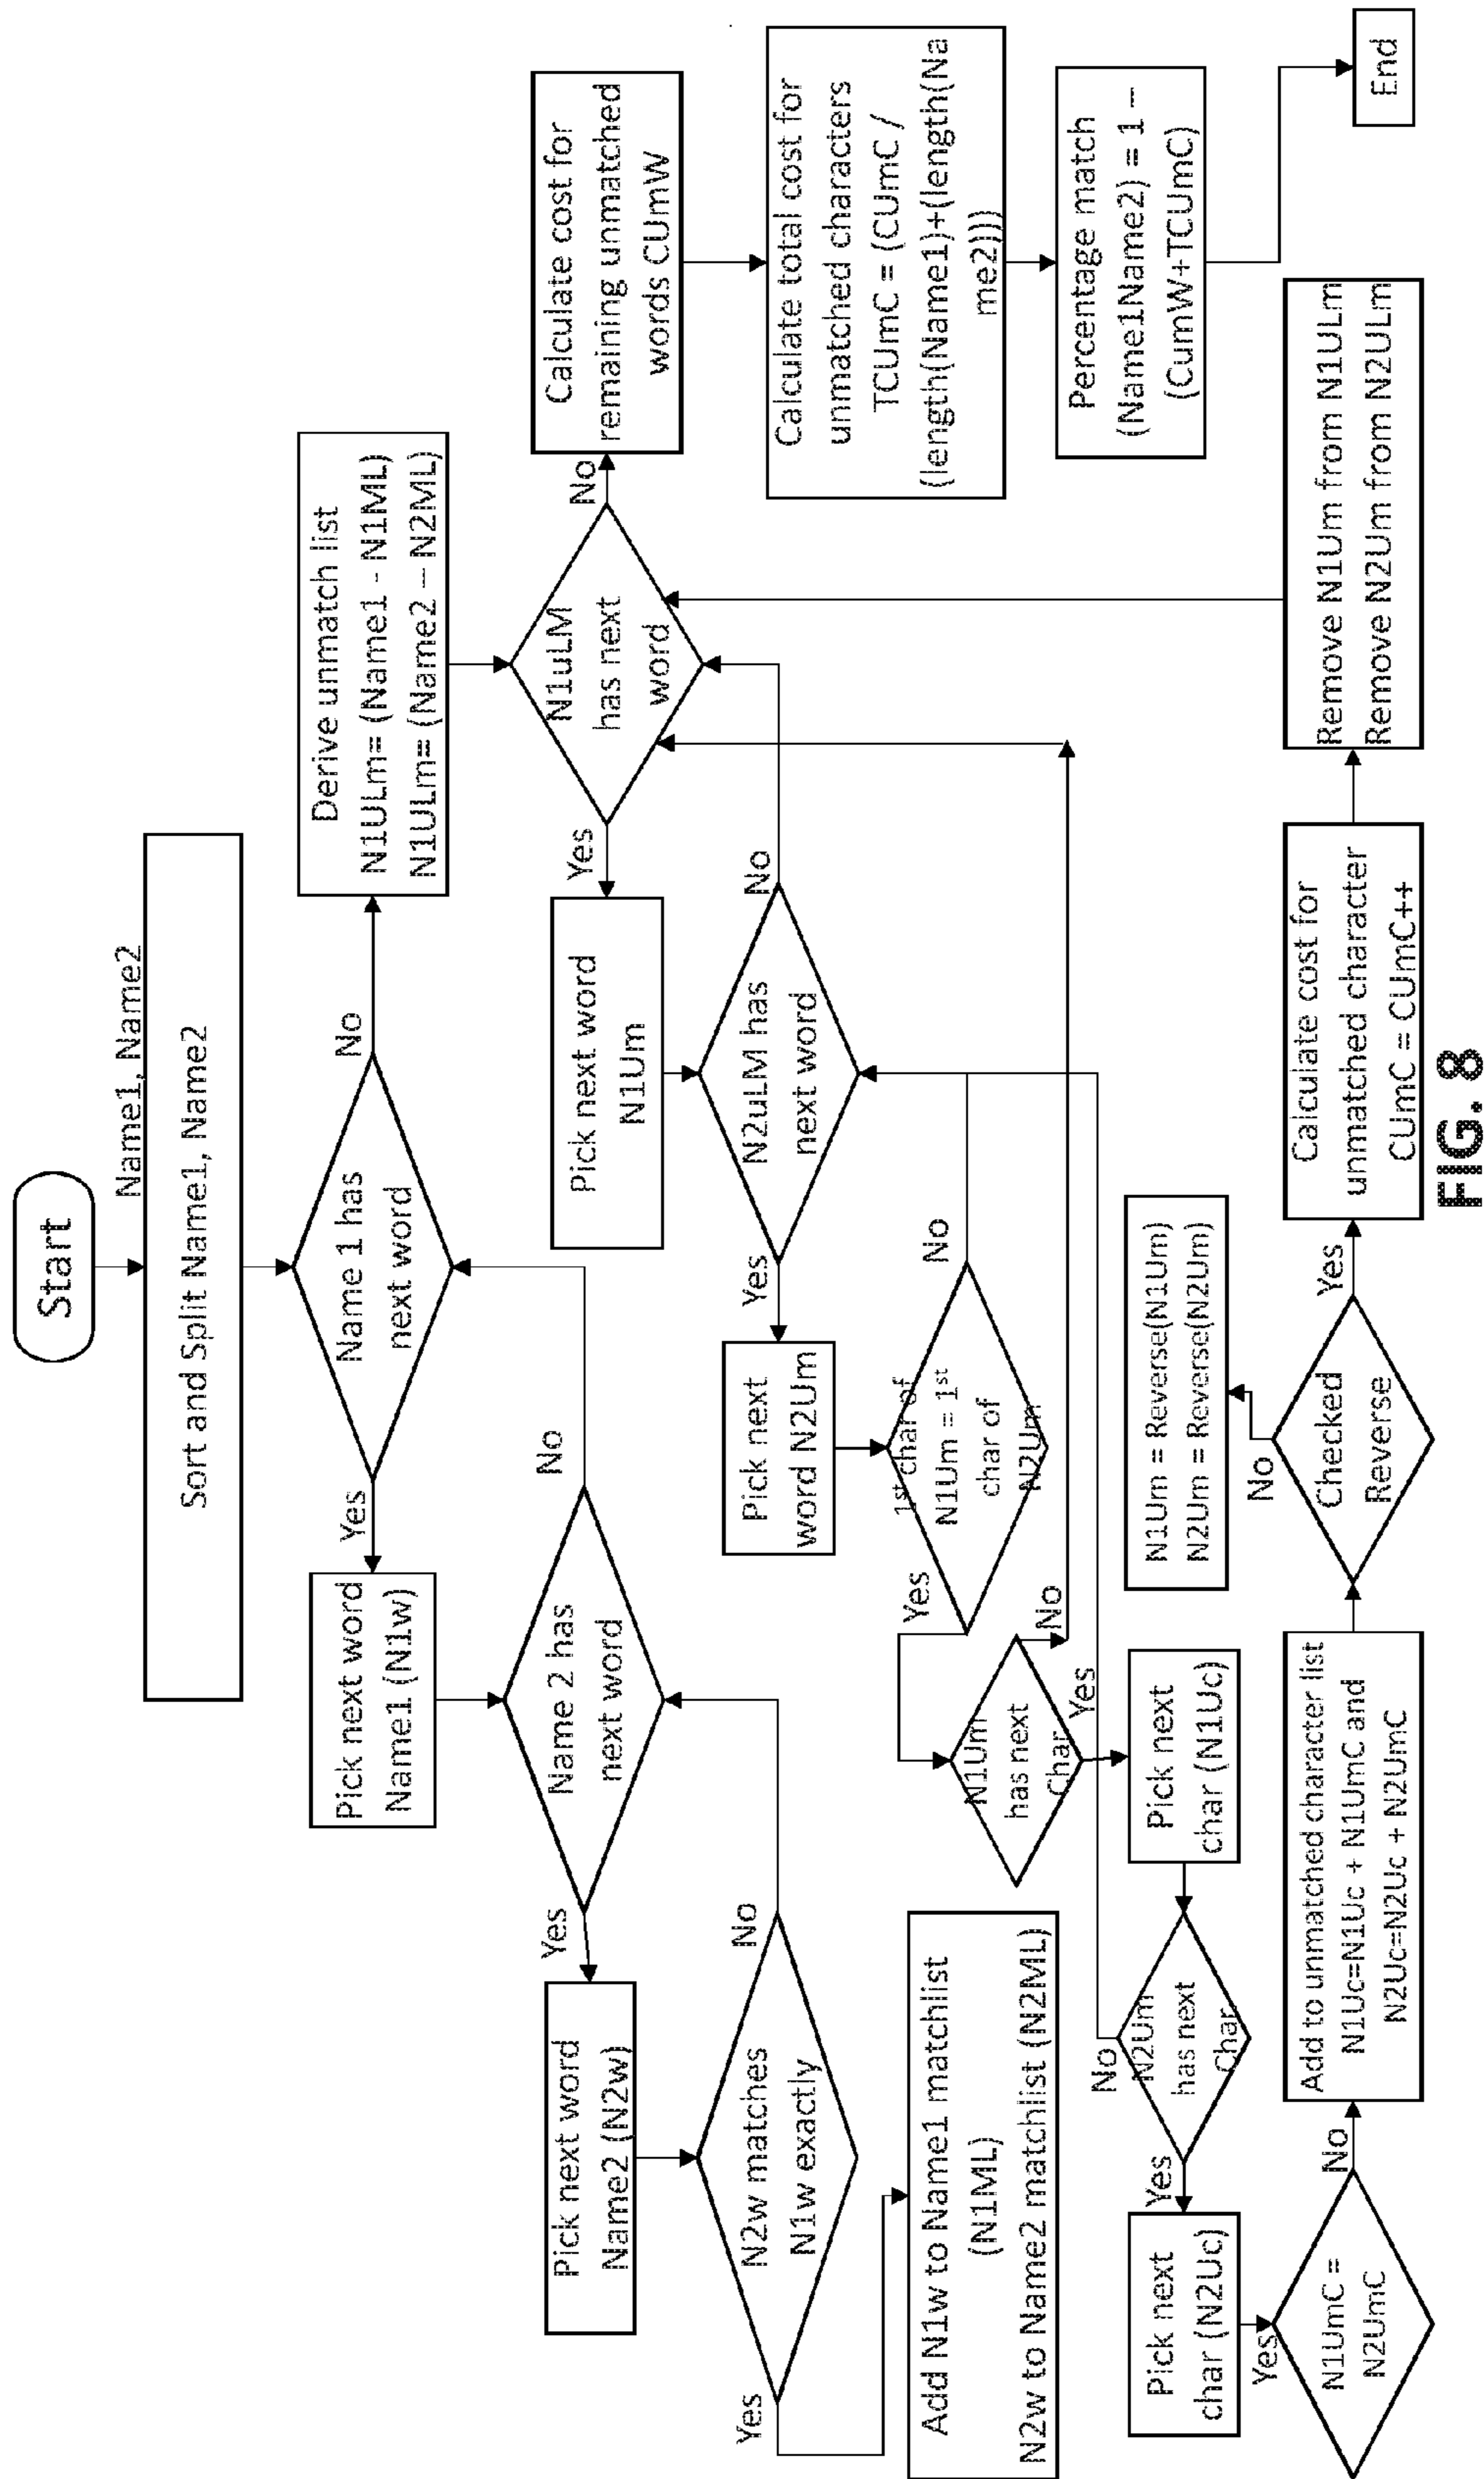 Start
Name1, Name2
Sort and Split Name1, Name2
Name 1 has
next word
Yes
No
Pick next word
Name1 (N1w)
Derive unmatch list
N1ULm= (Name1 - N1ML)
N1ULm= (Name2 – N2ML)
Name 2 has
next word
Yes
No
Pick next word
Name2 (N2w)
N2w matches
N1w exactly
Yes
No
Add N1w to Name1 matchlist
(N1ML)
N2w to Name2 matchlist (N2ML)
N1uLM
has next
word
Yes
No
Pick next word
N1Um
N2uLM has
next word
Yes
No
Pick next
word N2Um
1st char of
N1Um = 1st
char of
N2Um
Yes
No
N1Um
has next
Char
No
Yes
Pick next
char (N1Uc)
N2Um
has next
Char
No
Yes
Pick next
char (N2Uc)
Yes
N1UmC =
N2UmC
No
Add to unmatched character list
N1Uc=N1Uc + N1UmC and
N2Uc=N2Uc + N2UmC
Checked
Reverse
No
Yes
N1Um = Reverse(N1Um)
N2Um = Reverse(N2Um)
Calculate cost for
unmatched character
CUmC = CUmC++
Remove N1Um from N1ULm
Remove N2Um from N2ULm
Calculate cost for
remaining unmatched
words CUmW
Calculate total cost for
unmatched characters
TCUmC = (CUmC /
(length(Name1)+(length(Na
me2)))
Percentage match
(Name1Name2) = 1 –
(CumW+TCUmC)
End
FIG. 8